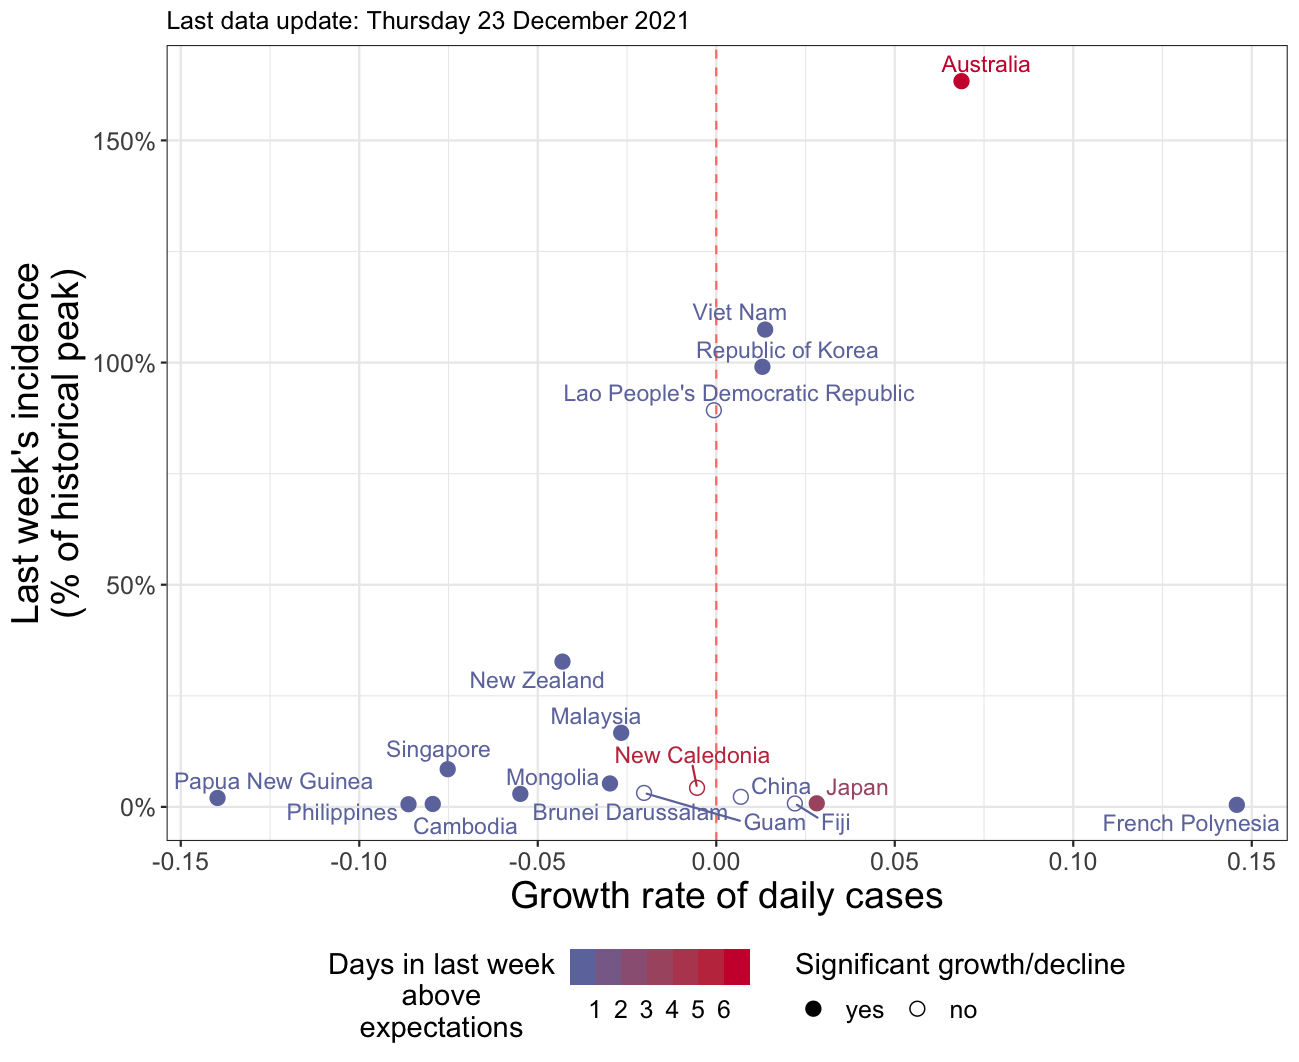 Last data update: Thursday 23 December 2021
Australia
150%
Viet Nam
Republic of Korea
100%
Lao People's Democratic Republic
Last week's incidence
(% of historical peak)
50%
New Zealand
Malaysia
Singapore
New Caledonia
Papua New Guinea
Mongolia
China
Japan
0%
Philippines
Brunei Darussalam
Cambodia
Guam
Fiji
French Polynesia
-0.15 -0.10 -0.05 0.00 0.05 0.10 0.15
Growth rate of daily cases
Days in last week
above
expectations
1 2 3 4 5 6
Significant growth/decline
yes no